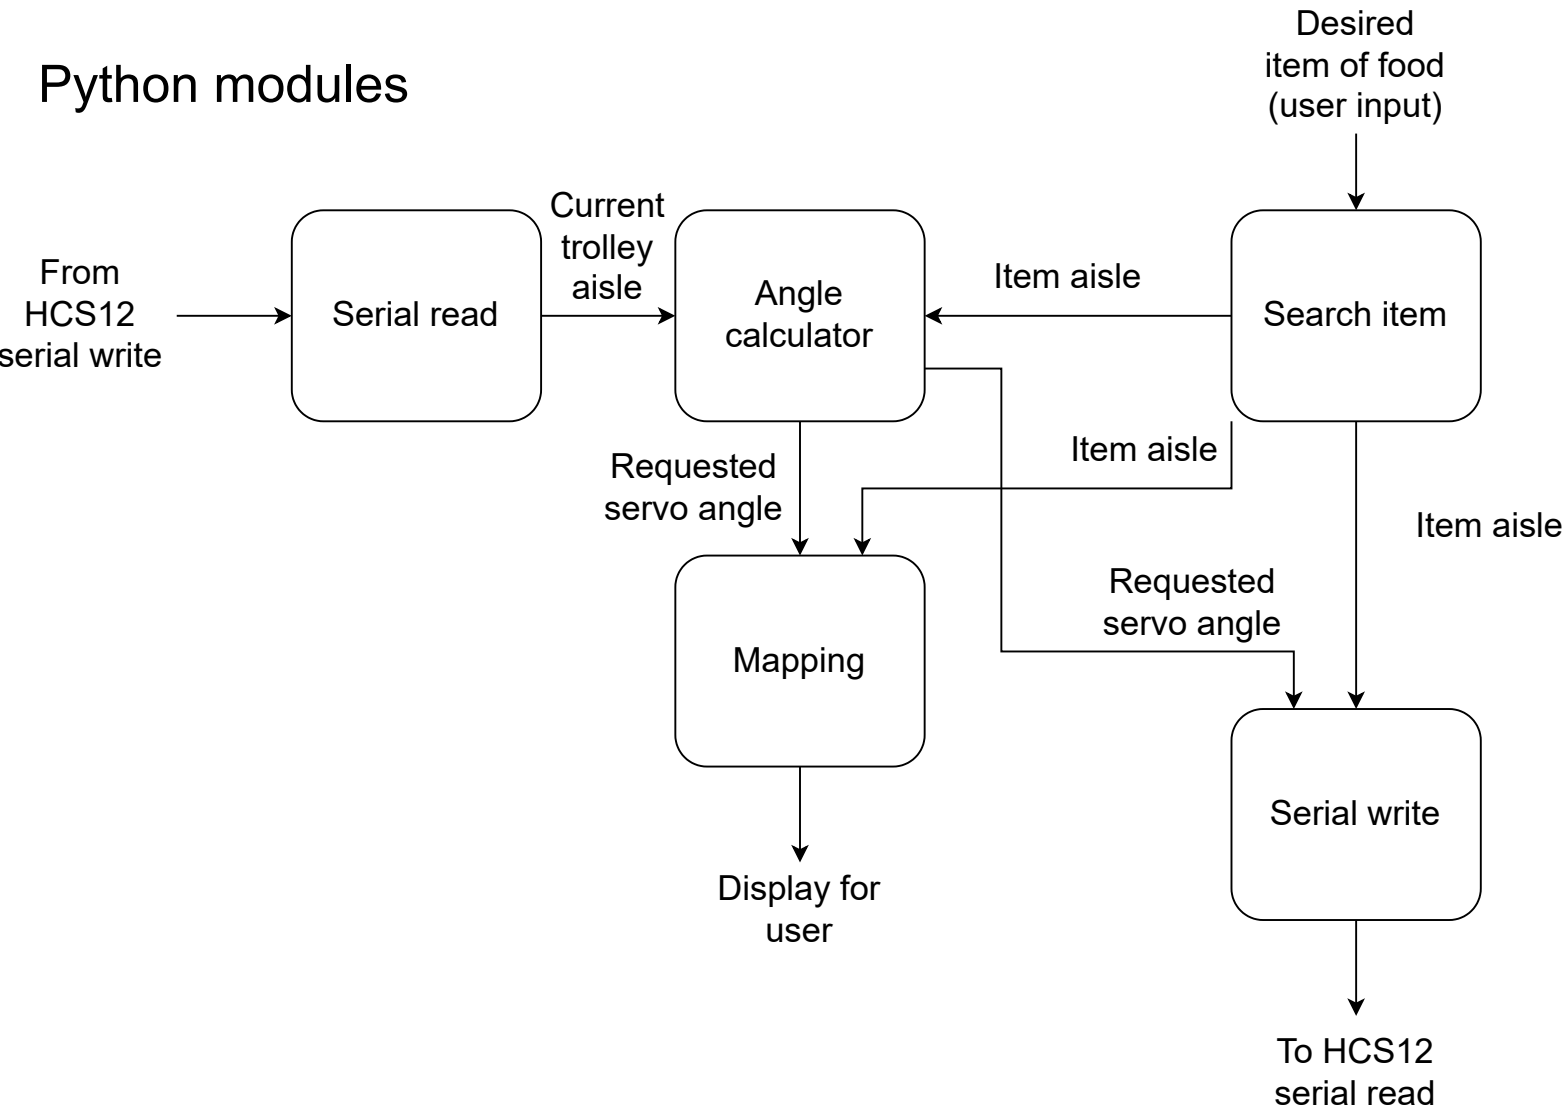 Python modules
Desired
item of food
(user input)
From
HCS12
serial write
Serial read
Current
trolley
aisle
Angle
calculator
Item aisle
Search item
Requested
servo angle
Item aisle
Item aisle
Mapping
Requested
servo angle
Serial write
Display for
user
To HCS12
serial read